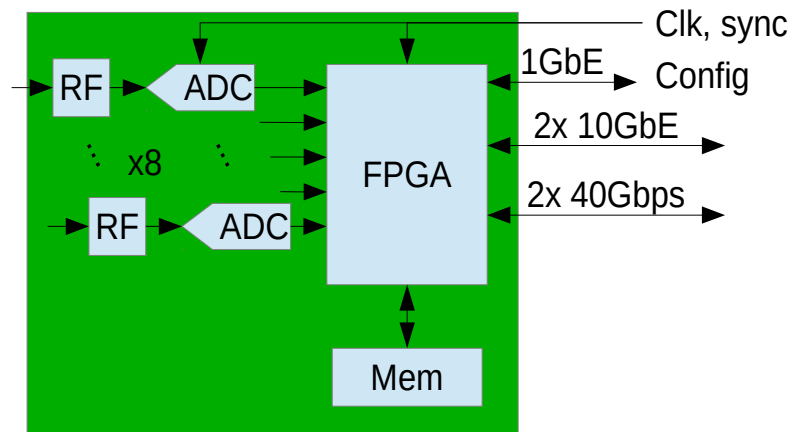 Clk, sync
RF
ADC
1GbE
Config
2x 10GbE
x8
FPGA
2x 40Gbps
RF
ADC
Mem